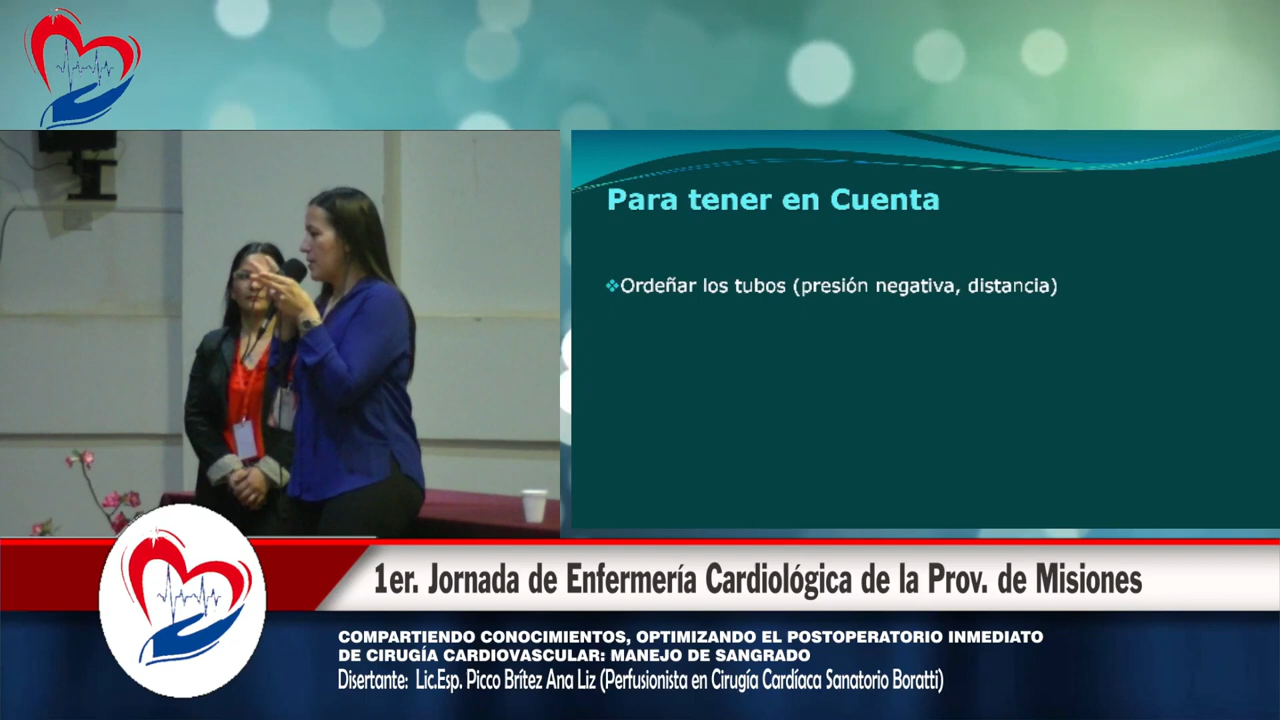 Para tener en Cuenta
❖Ordeñar los tubos (presión negativa, distancia)
1er. Jornada de Enfermería Cardiológica de la Prov. de Misiones
COMPARTIENDO CONOCIMIENTOS, OPTIMIZANDO EL POSTOPERATORIO INMEDIATO
DE CIRUGÍA CARDIOVASCULAR: MANEJO DE SANGRADO
Disertante: Lic.Esp. Picco Brítez Ana Liz (Perfusionista en Cirugía Cardíaca Sanatorio Boratti)